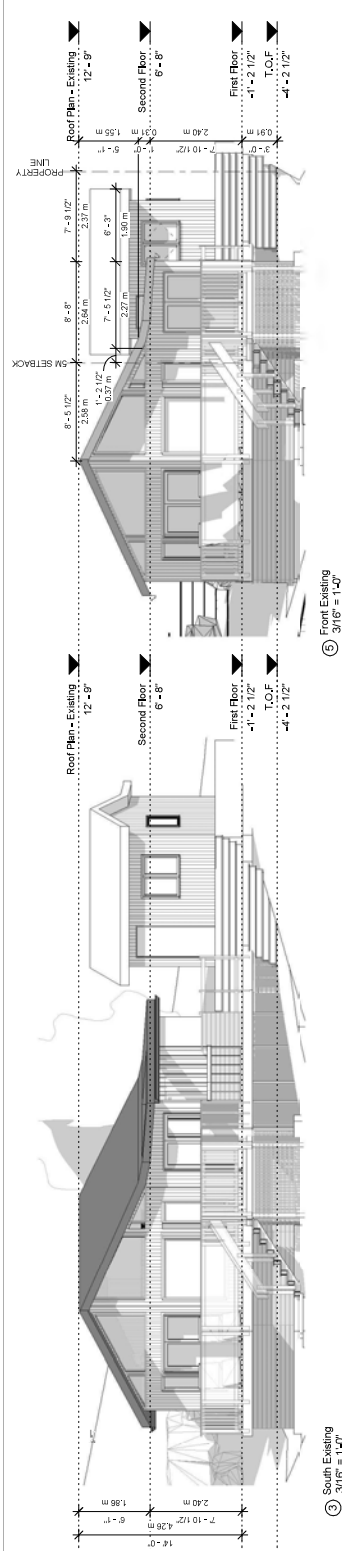 14' - 0"
4.26 m
6' - 1"
1.86 m
7' - 10 1/2"
2.40 m
Roof Plan - Existing
12' - 9"
Second Floor
6' - 8"
First Floor
-1' - 2 1/2"
T.O.F
-4' - 2 1/2"
3 South Existing
3/16" = 1'-0"
8' - 5 1/2"
2.58 m
5M SETBACK
8' - 8"
2.64 m
7' - 9 1/2"
2.37 m
PROPERTY
LINE
1' - 2 1/2"
0.37 m
7' - 5 1/2"
2.27 m
6' - 3"
1.90 m
5' - 1"
1.55 m
1' - 0"
0.31 m
7' - 10 1/2"
2.40 m
3' - 0"
0.91 m
Roof Plan - Existing
12' - 9"
Second Floor
6' - 8"
First Floor
-1' - 2 1/2"
T.O.F
-4' - 2 1/2"
5 Front Existing
3/16" = 1'-0"